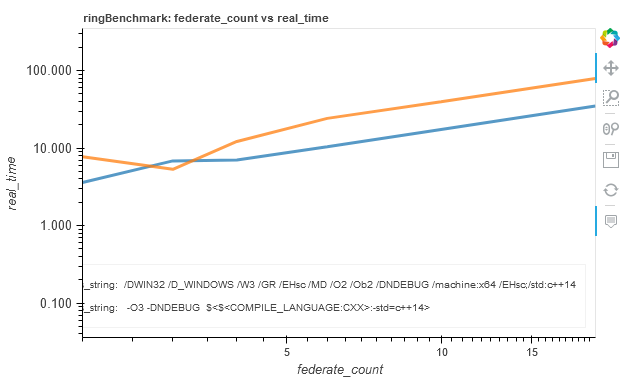 ringBenchmark: federate_count vs real_time
100.000
10.000
1.000
0.100
real_time
_string: /DWIN32 /D_WINDOWS /W3 /GR /EHsc /MD /O2 /Ob2 /DNDEBUG /machine:x64 /EHsc;/std:c++14
_string: -O3 -DNDEBUG $<$<COMPILE_LANGUAGE:CXX>:-std=c++14>
5
10
15
federate_count